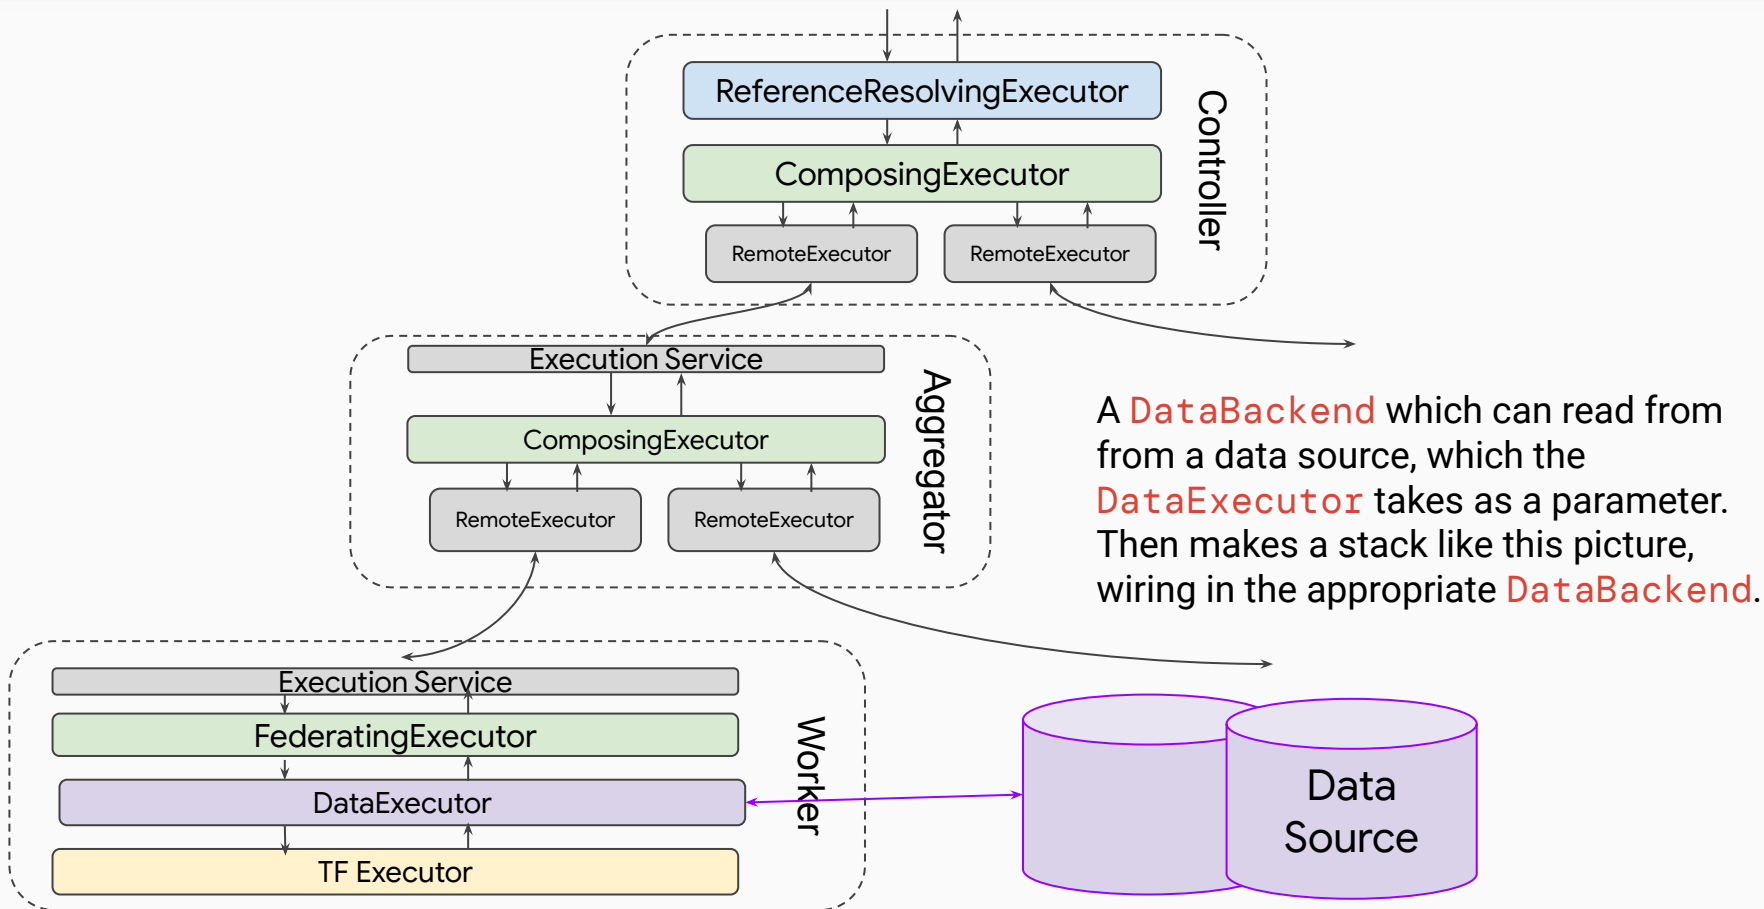 ReferenceResolvingExecutor
ComposingExecutor
RemoteExecutor
RemoteExecutor
Controller
Execution Service
ComposingExecutor
RemoteExecutor
RemoteExecutor
Aggregator
A DataBackend which can read from
from a data source, which the
DataExecutor takes as a parameter.
Then makes a stack like this picture,
wiring in the appropriate DataBackend.
Execution Service
FederatingExecutor
DataExecutor
TF Executor
Worker
Data
Source